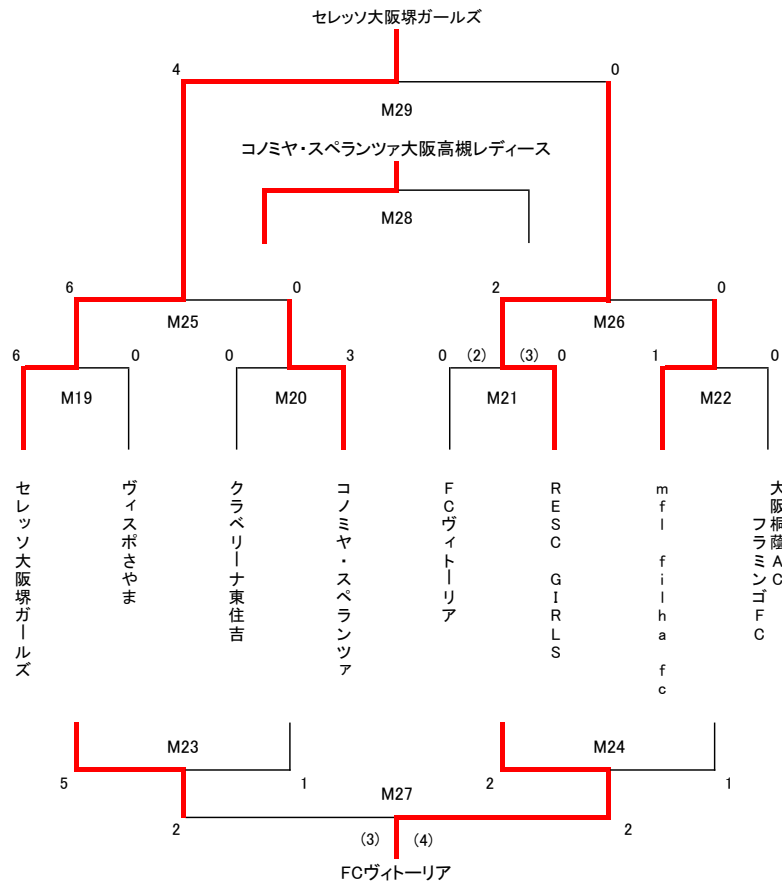 セレッソ大阪堺ガールズ
4
0
M29
コノミヤ・スペランツァ大阪高槻レディース
M28
6
0
2
0
M25
M26
6
0
0
3
0
(2)
(3)
0
1
0
M19
M20
M21
M22
セレッソ大阪堺ガールズ
ヴィスポさやま
クラベリーナ東住吉
コノミヤ・スペランツァ
FCヴィトーリア
RESC GIRLS
mfl filha fc
大阪桐蔭AC
フラミンゴFC
M23
M24
5
1
2
1
M27
2
(3)
(4)
2
FCヴィトーリア